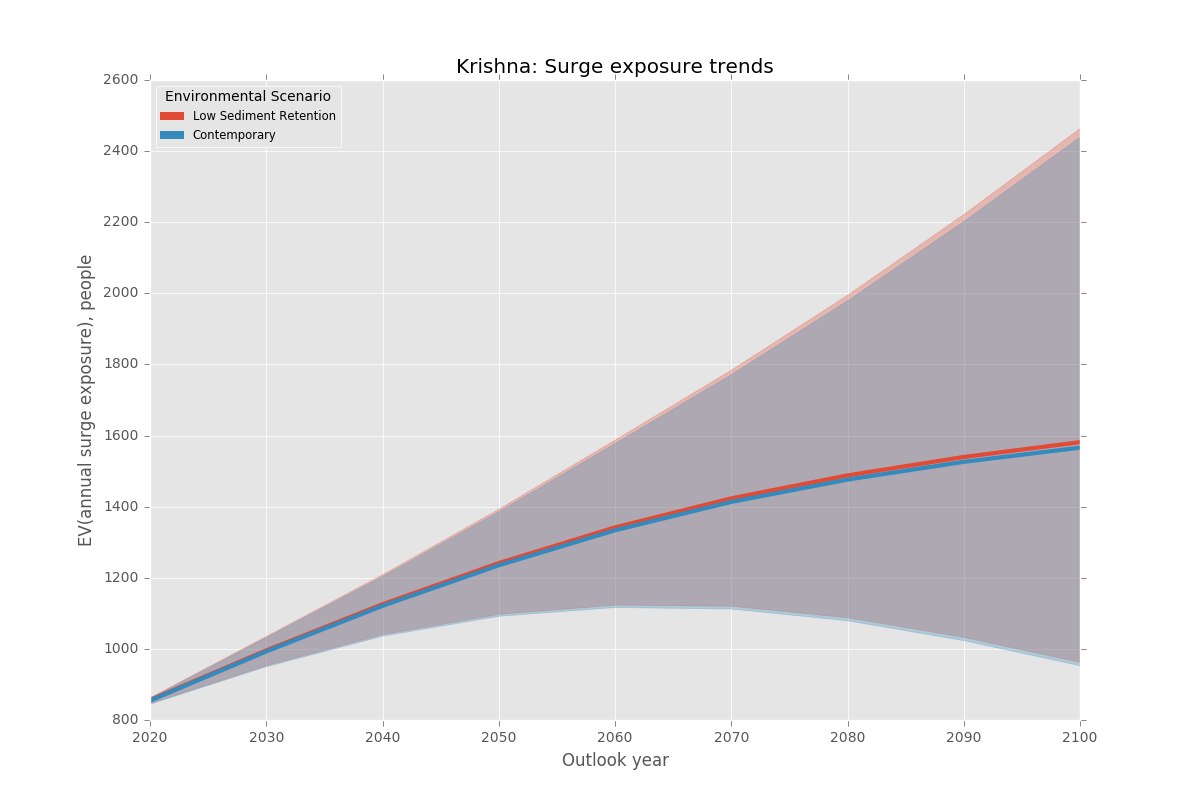 Krishna: Surge exposure trends
Environmental Scenario
Low Sediment Retention
Contemporary
EV(annual surge exposure), people
2600
2400
2200
2000
1800
1600
1400
1200
1000
800
2020 2030 2040 2050 2060 2070 2080 2090 2100
Outlook year